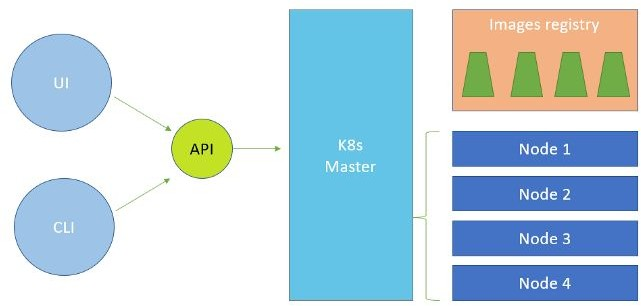 UI
CLI
API
K8s
Master
Images registry
Node 1
Node 2
Node 3
Node 4